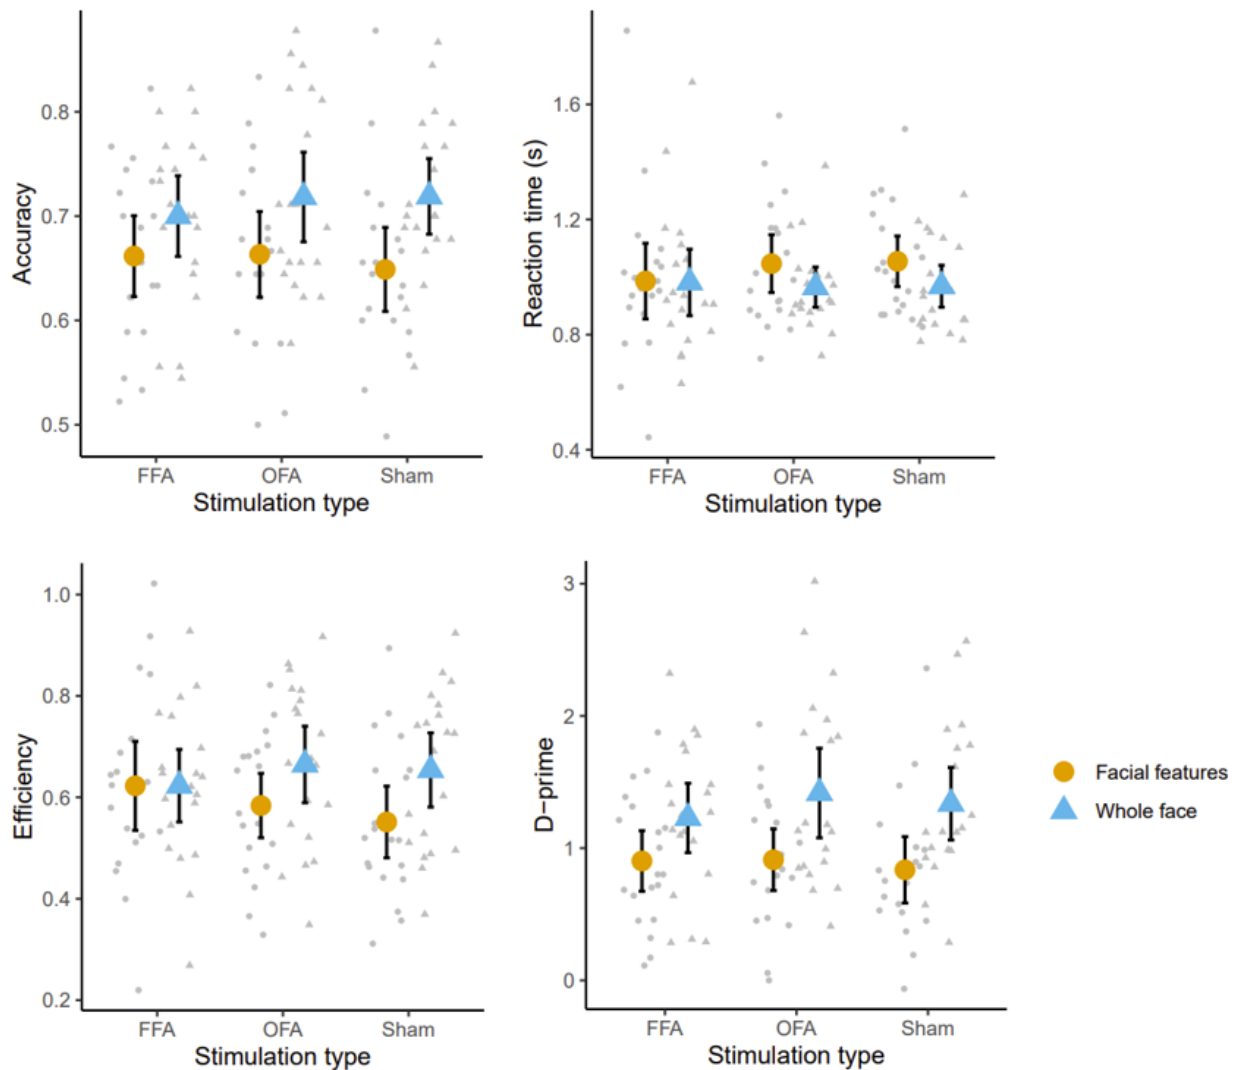 Accuracy
0.8
0.7
0.6
0.5
FFA OFA Sham
Stimulation type
Reaction time (s)
1.6
1.2
0.8
0.4
FFA OFA Sham
Stimulation type
Efficiency
1.0
0.8
0.6
0.4
0.2
FFA OFA Sham
Stimulation type
D−prime
3
2
1
0
FFA OFA Sham
Stimulation type
Facial features
Whole face